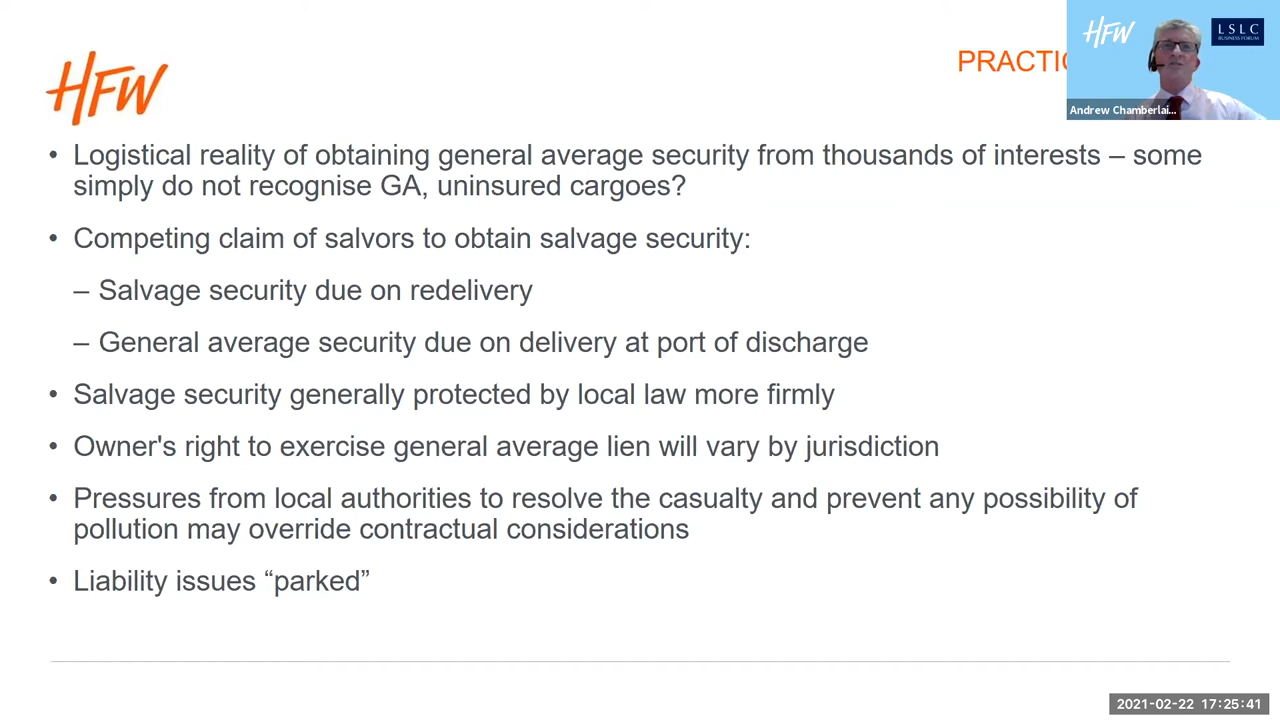 HFW
PRACTIC
HFW
LSLC
BUSINESS FORUM
Andrew Chamberlai...
• Logistical reality of obtaining general average security from thousands of interests – some
simply do not recognise GA, uninsured cargoes?
• Competing claim of salvors to obtain salvage security:
– Salvage security due on redelivery
– General average security due on delivery at port of discharge
• Salvage security generally protected by local law more firmly
• Owner's right to exercise general average lien will vary by jurisdiction
• Pressures from local authorities to resolve the casualty and prevent any possibility of
pollution may override contractual considerations
• Liability issues “parked”
2021-02-22 17:25:41